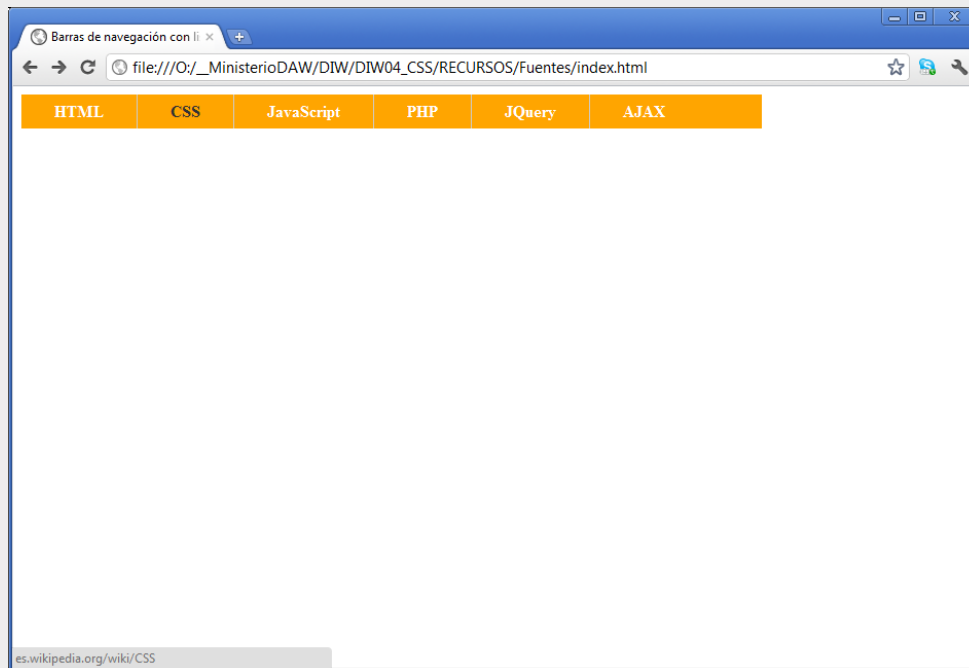 Barras de navegación con li
file:///O:/__MinisterioDAW/DIW/DIW04_CSS/RECURSOS/Fuentes/index.html
HTML CSS JavaScript PHP JQuery AJAX
es.wikipedia.org/wiki/CSS